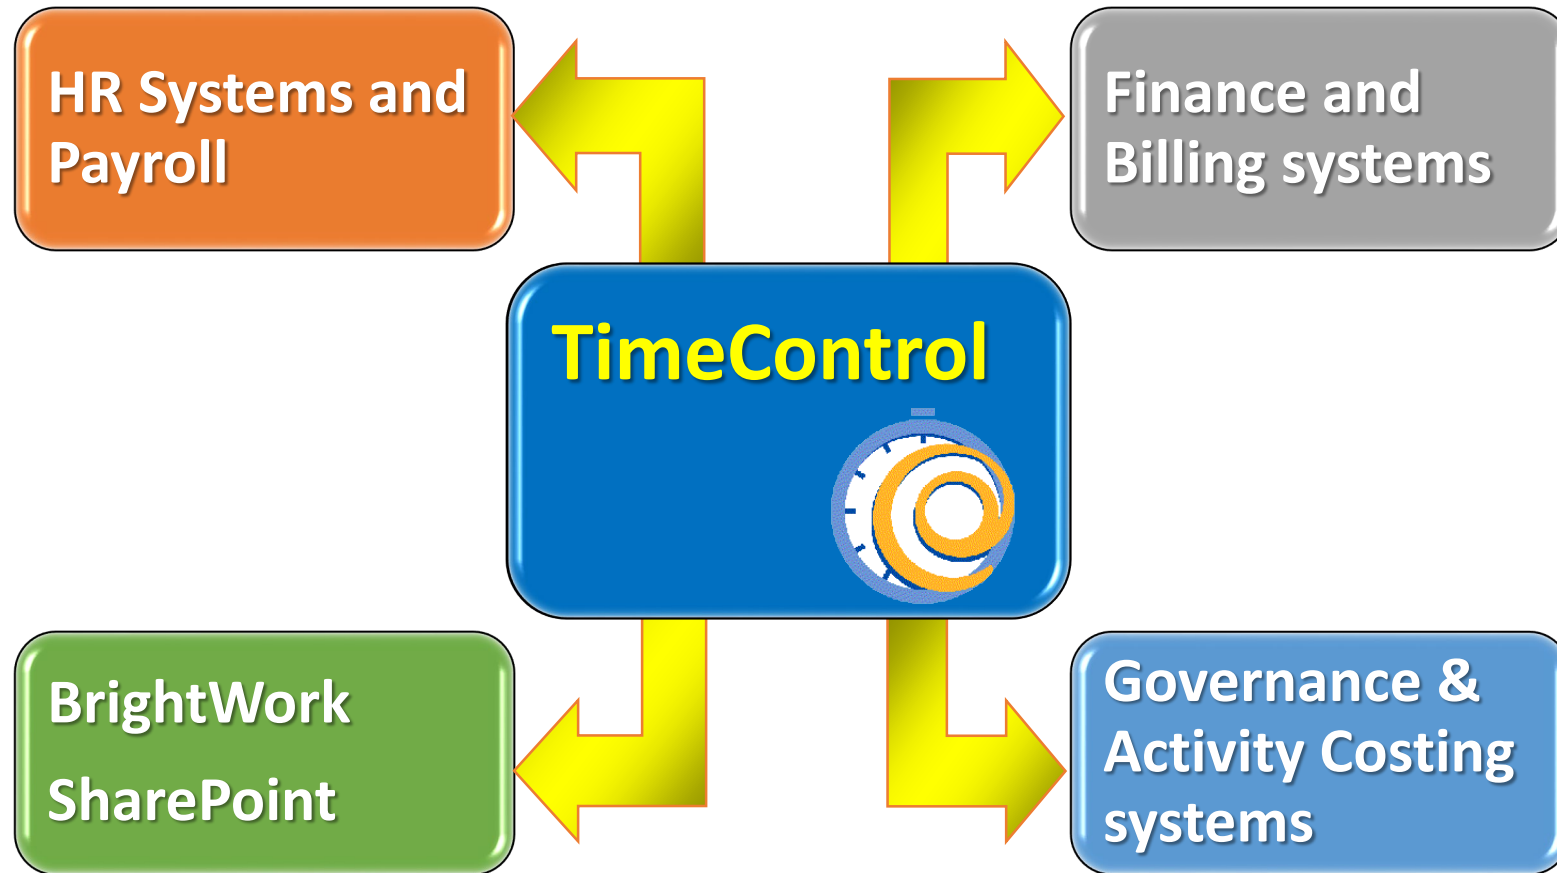 HR Systems and
Payroll
Finance and
Billing systems
TimeControl
BrightWork
SharePoint
Governance &
Activity Costing
systems